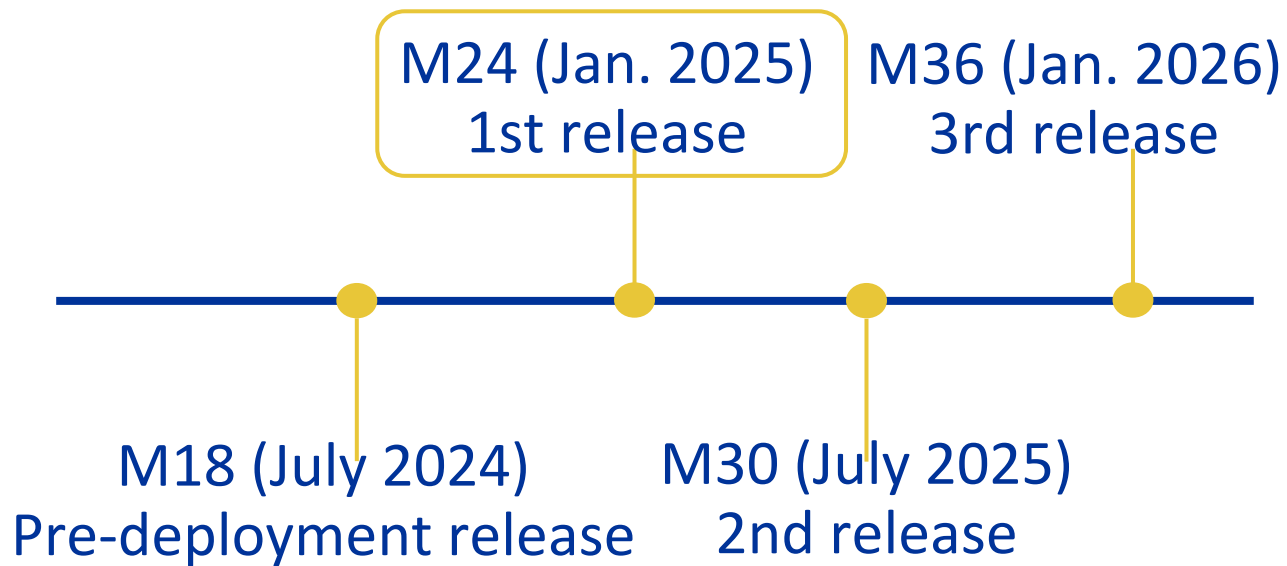 M24 (Jan. 2025)
1st release
M36 (Jan. 2026)
3rd release
M18 (July 2024)
Pre-deployment release
M30 (July 2025)
2nd release